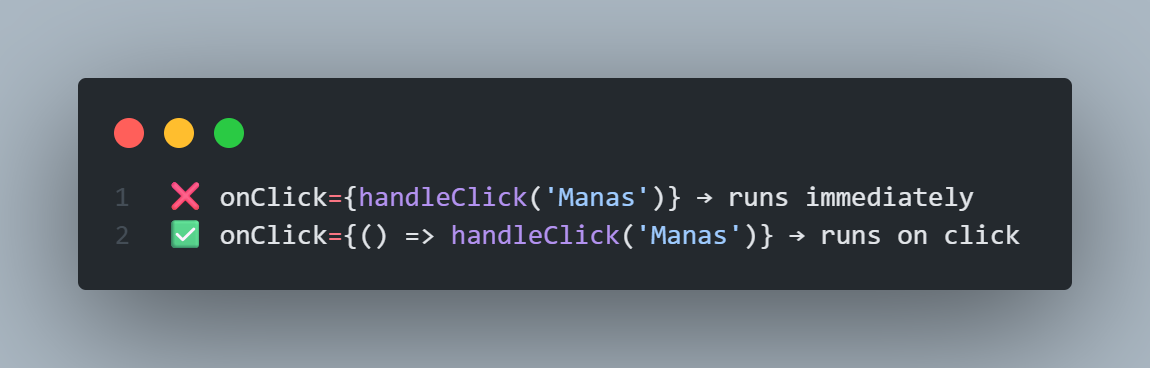 1 ❌ onClick={handleClick('Manas')} → runs immediately
2 ✅ onClick={() => handleClick('Manas')} → runs on click